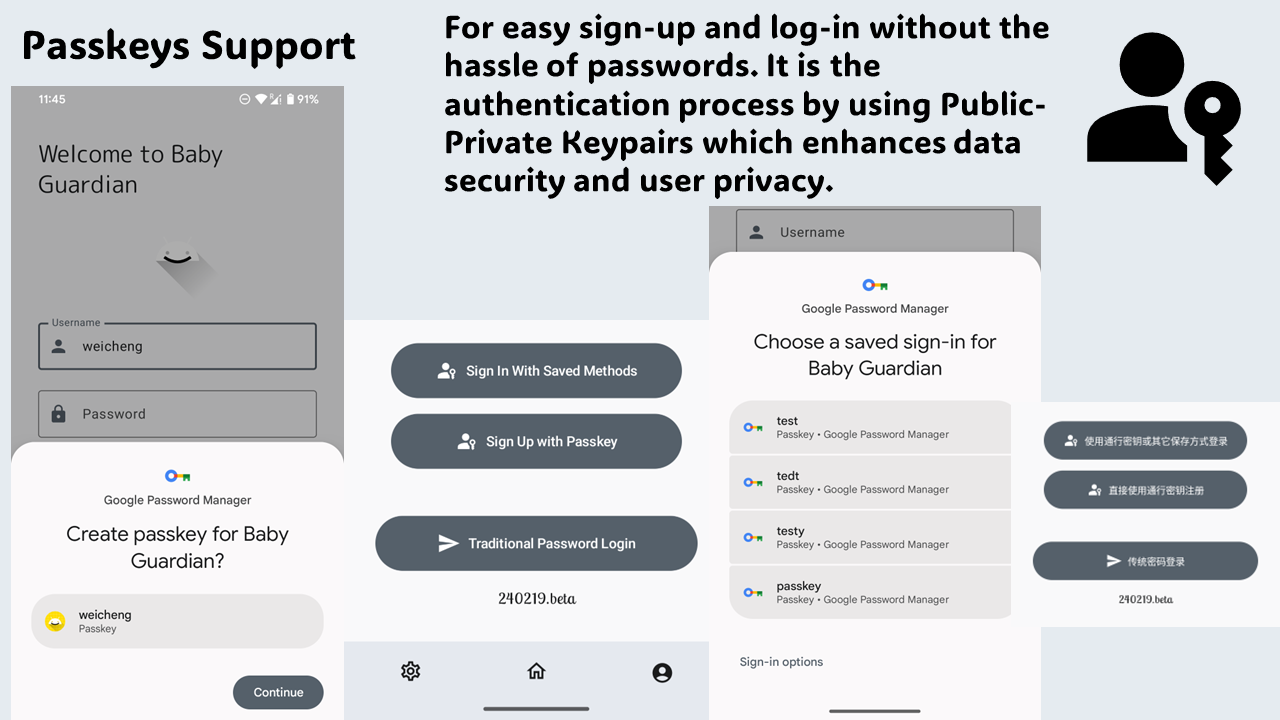 Passkeys Support
For easy sign-up and log-in without the
hassle of passwords. It is the
authentication process by using Public-
Private Keypairs which enhances data
security and user privacy.
11:45
91%
Welcome to Baby
Guardian
Username
weicheng
Password
Google Password Manager
Create passkey for Baby
Guardian?
weicheng
Passkey
Continue
Sign In With Saved Methods
Sign Up with Passkey
Traditional Password Login
240219.beta
Username
Google Password Manager
Choose a saved sign-in for
Baby Guardian
test
Passkey • Google Password Manager
tedt
Passkey • Google Password Manager
testy
Passkey • Google Password Manager
passkey
Passkey • Google Password Manager
Sign-in options
使用通行密钥或其它保存方式登录
直接使用通行密钥注册
传统密码登录
240219.beta